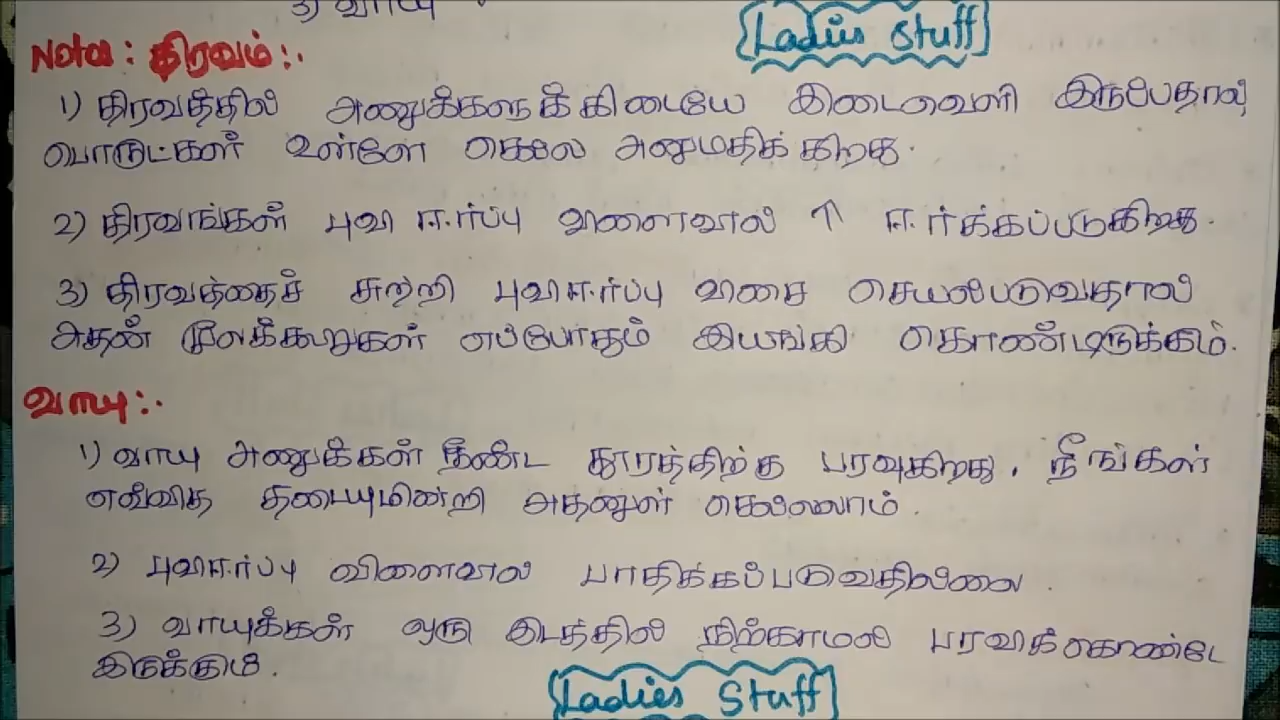 3) வாயு
{Ladies Stuff}
Notes : திரவம்:.
1) திரவத்தில் அணுக்களுக்கிடையே இடைவெளி இருப்பதால்
பொருட்கள் உள்ளே செல்ல அனுமதிக்கிறது.
2) திரவங்கள் புவி ஈர்ப்பு விளைவால் ↑ ஈர்க்கப்படுகிறது.
3) திரவத்தைச் சுற்றி புவிஈர்ப்பு விசை செயல்படுவதால்
அதன் மூலக்கூறுகள் எப்போதும் இயங்கி கொண்டிருக்கும்.
வாயு:.
1) வாயு அணுக்கள் நீண்ட தூரத்திற்கு பரவுகிறது. நீங்கள்
எவ்வித தடையுமின்றி அதனுள் செல்லலாம்.
2) புவிஈர்ப்பு விளைவால் பாதிக்கப்படுவதில்லை.
3) வாயுக்கள் ஒரு இடத்தில் நிற்காமல் பரவிக்கொண்டே
இருக்கும்.
{Ladies Stuff}